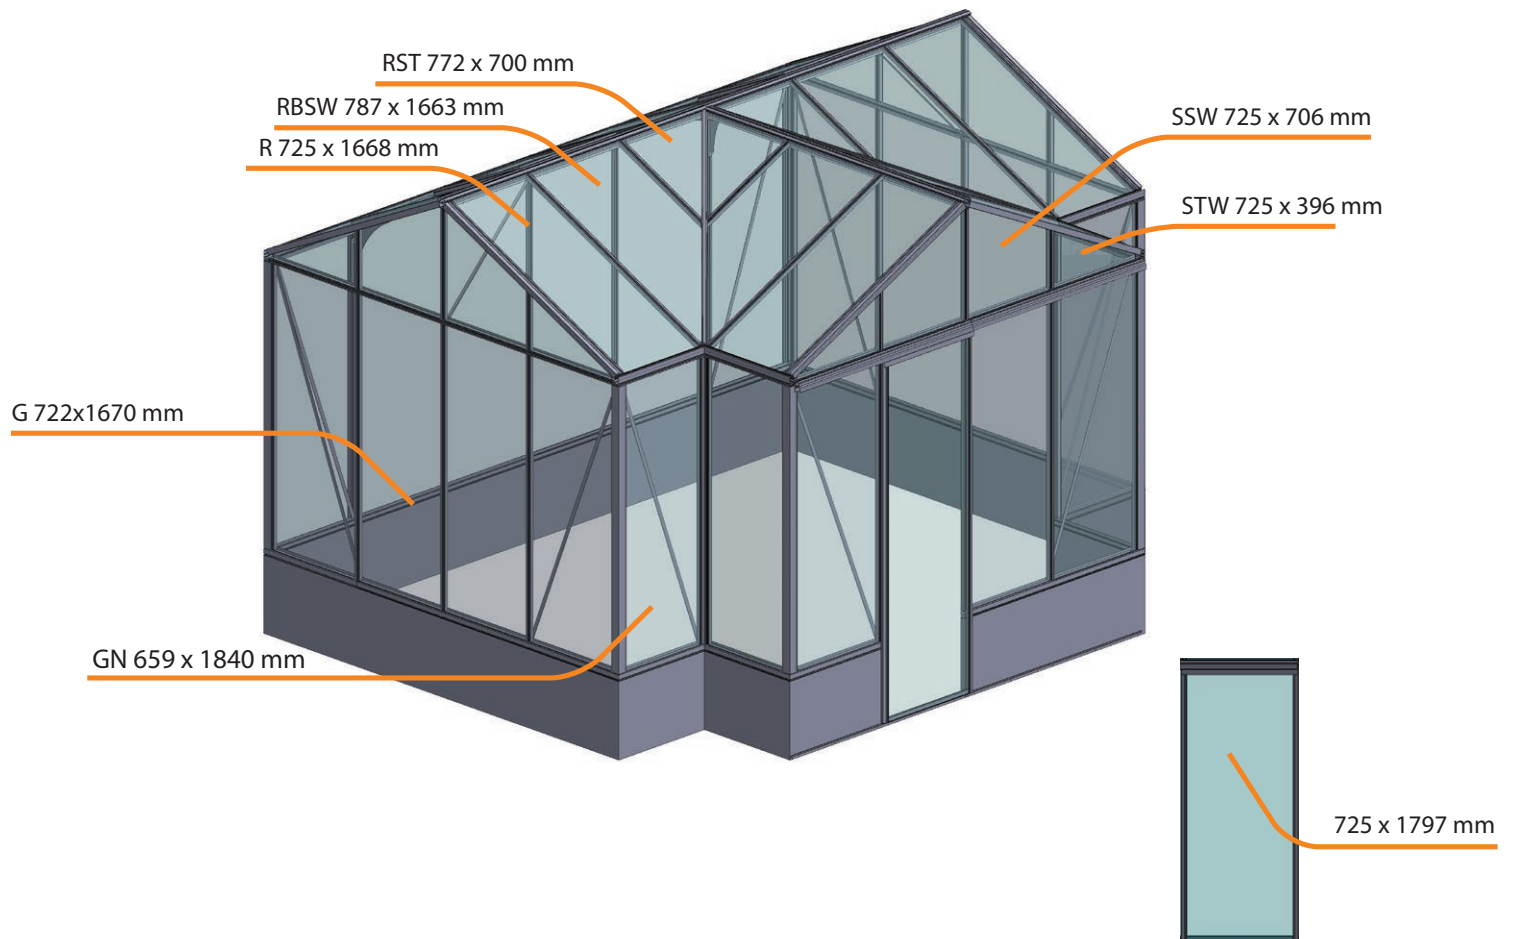 RST 772 x 700 mm
RBSW 787 x 1663 mm
R 725 x 1668 mm
SSW 725 x 706 mm
STW 725 x 396 mm
G 722x1670 mm
GN 659 x 1840 mm
725 x 1797 mm